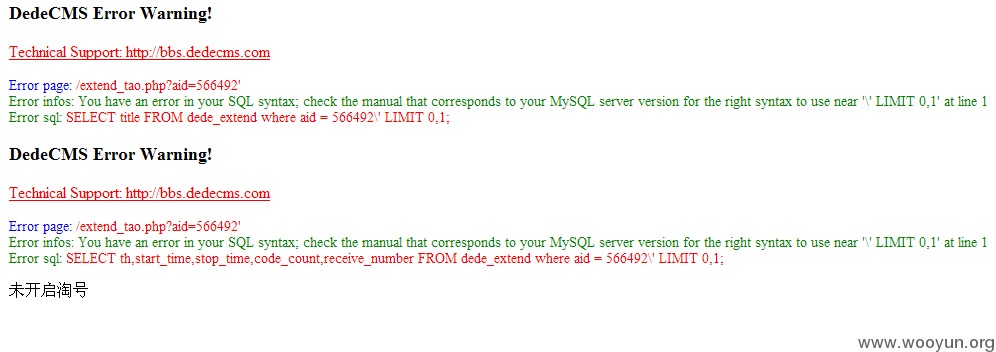 DedeCMS Error Warning!
Technical Support: http://bbs.dedecms.com
Error page: /extend_tao.php?aid=566492'
Error infos: You have an error in your SQL syntax; check the manual that corresponds to your MySQL server version for the right syntax to use near '\' LIMIT 0,1' at line 1
Error sql: SELECT title FROM dede_extend where aid = 566492\' LIMIT 0,1;
DedeCMS Error Warning!
Technical Support: http://bbs.dedecms.com
Error page: /extend_tao.php?aid=566492'
Error infos: You have an error in your SQL syntax; check the manual that corresponds to your MySQL server version for the right syntax to use near '\' LIMIT 0,1' at line 1
Error sql: SELECT th,start_time,stop_time,code_count,receive_number FROM dede_extend where aid = 566492\' LIMIT 0,1;
未开启淘号
www.wooyun.org